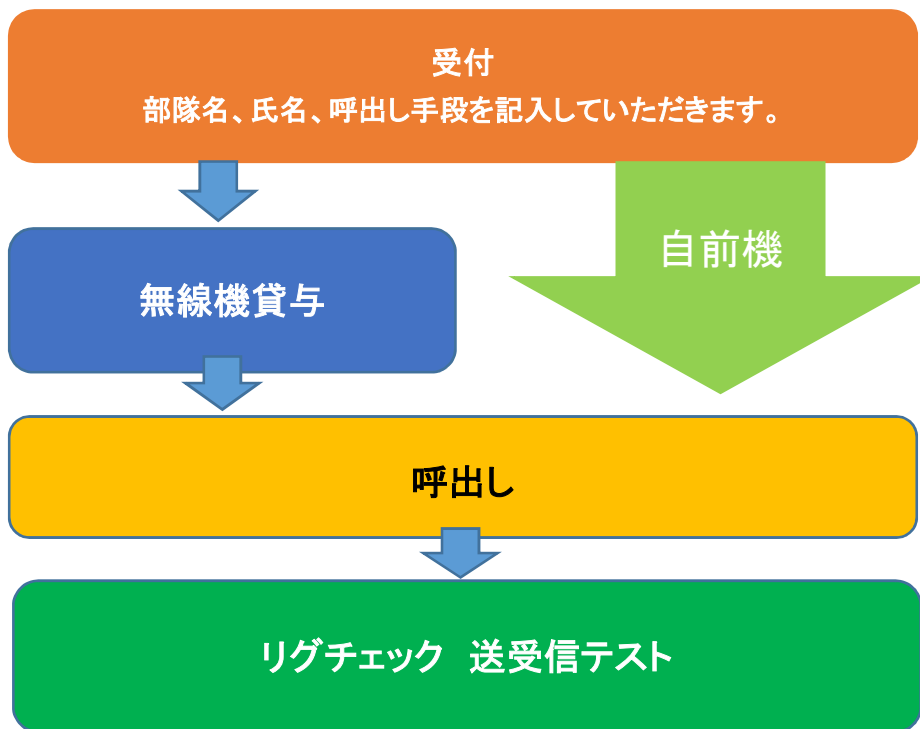 受付
部隊名、氏名、呼出し手段を記入していただきます。
自前機
無線機貸与
呼出し
リグチェック　送受信テスト